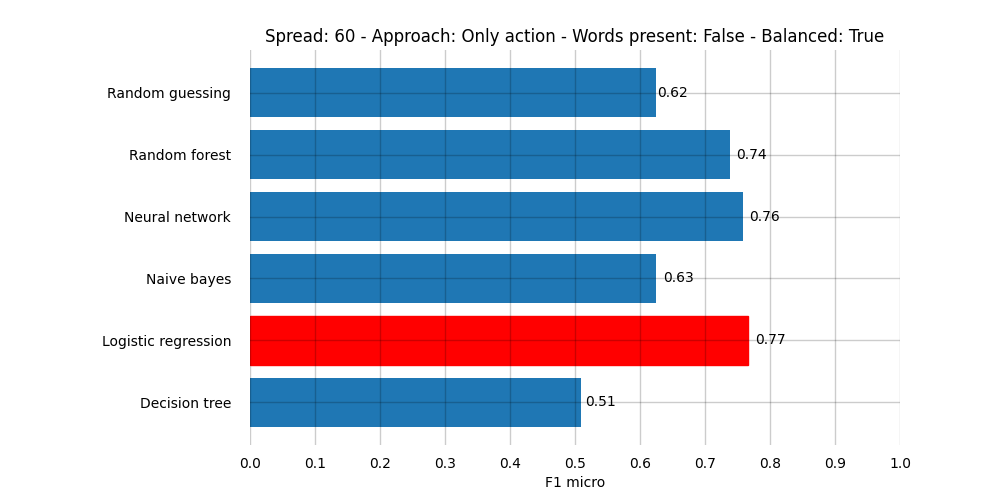 Spread: 60 - Approach: Only action - Words present: False - Balanced: True
Random guessing 0.62
Random forest 0.74
Neural network 0.76
Naive bayes 0.63
Logistic regression 0.77
Decision tree 0.51
0.0 0.1 0.2 0.3 0.4 0.5 0.6 0.7 0.8 0.9 1.0
F1 micro